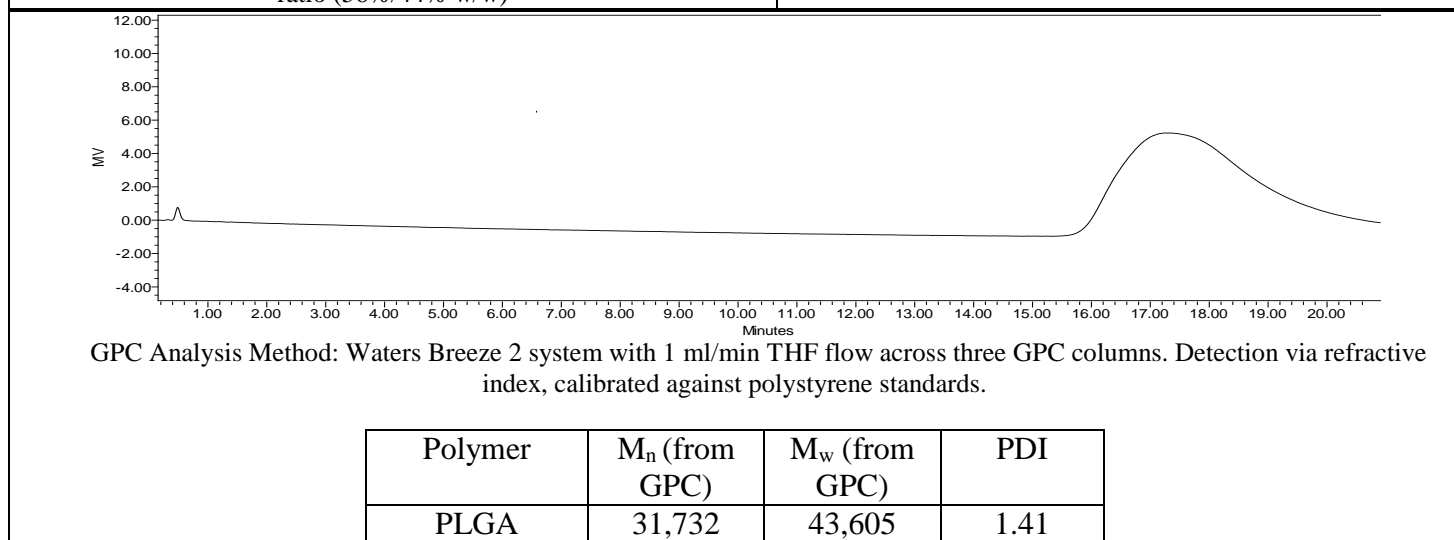 ratio (56%/44% w/w)
12.00
10.00
8.00
6.00
4.00
2.00
0.00
-2.00
-4.00
MV
1.00 2.00 3.00 4.00 5.00 6.00 7.00 8.00 9.00 10.00 11.00 12.00 13.00 14.00 15.00 16.00 17.00 18.00 19.00 20.00
Minutes
GPC Analysis Method: Waters Breeze 2 system with 1 ml/min THF flow across three GPC columns. Detection via refractive
index, calibrated against polystyrene standards.
Polymer Mn (from GPC) Mw (from GPC) PDI
PLGA 31,732 43,605 1.41